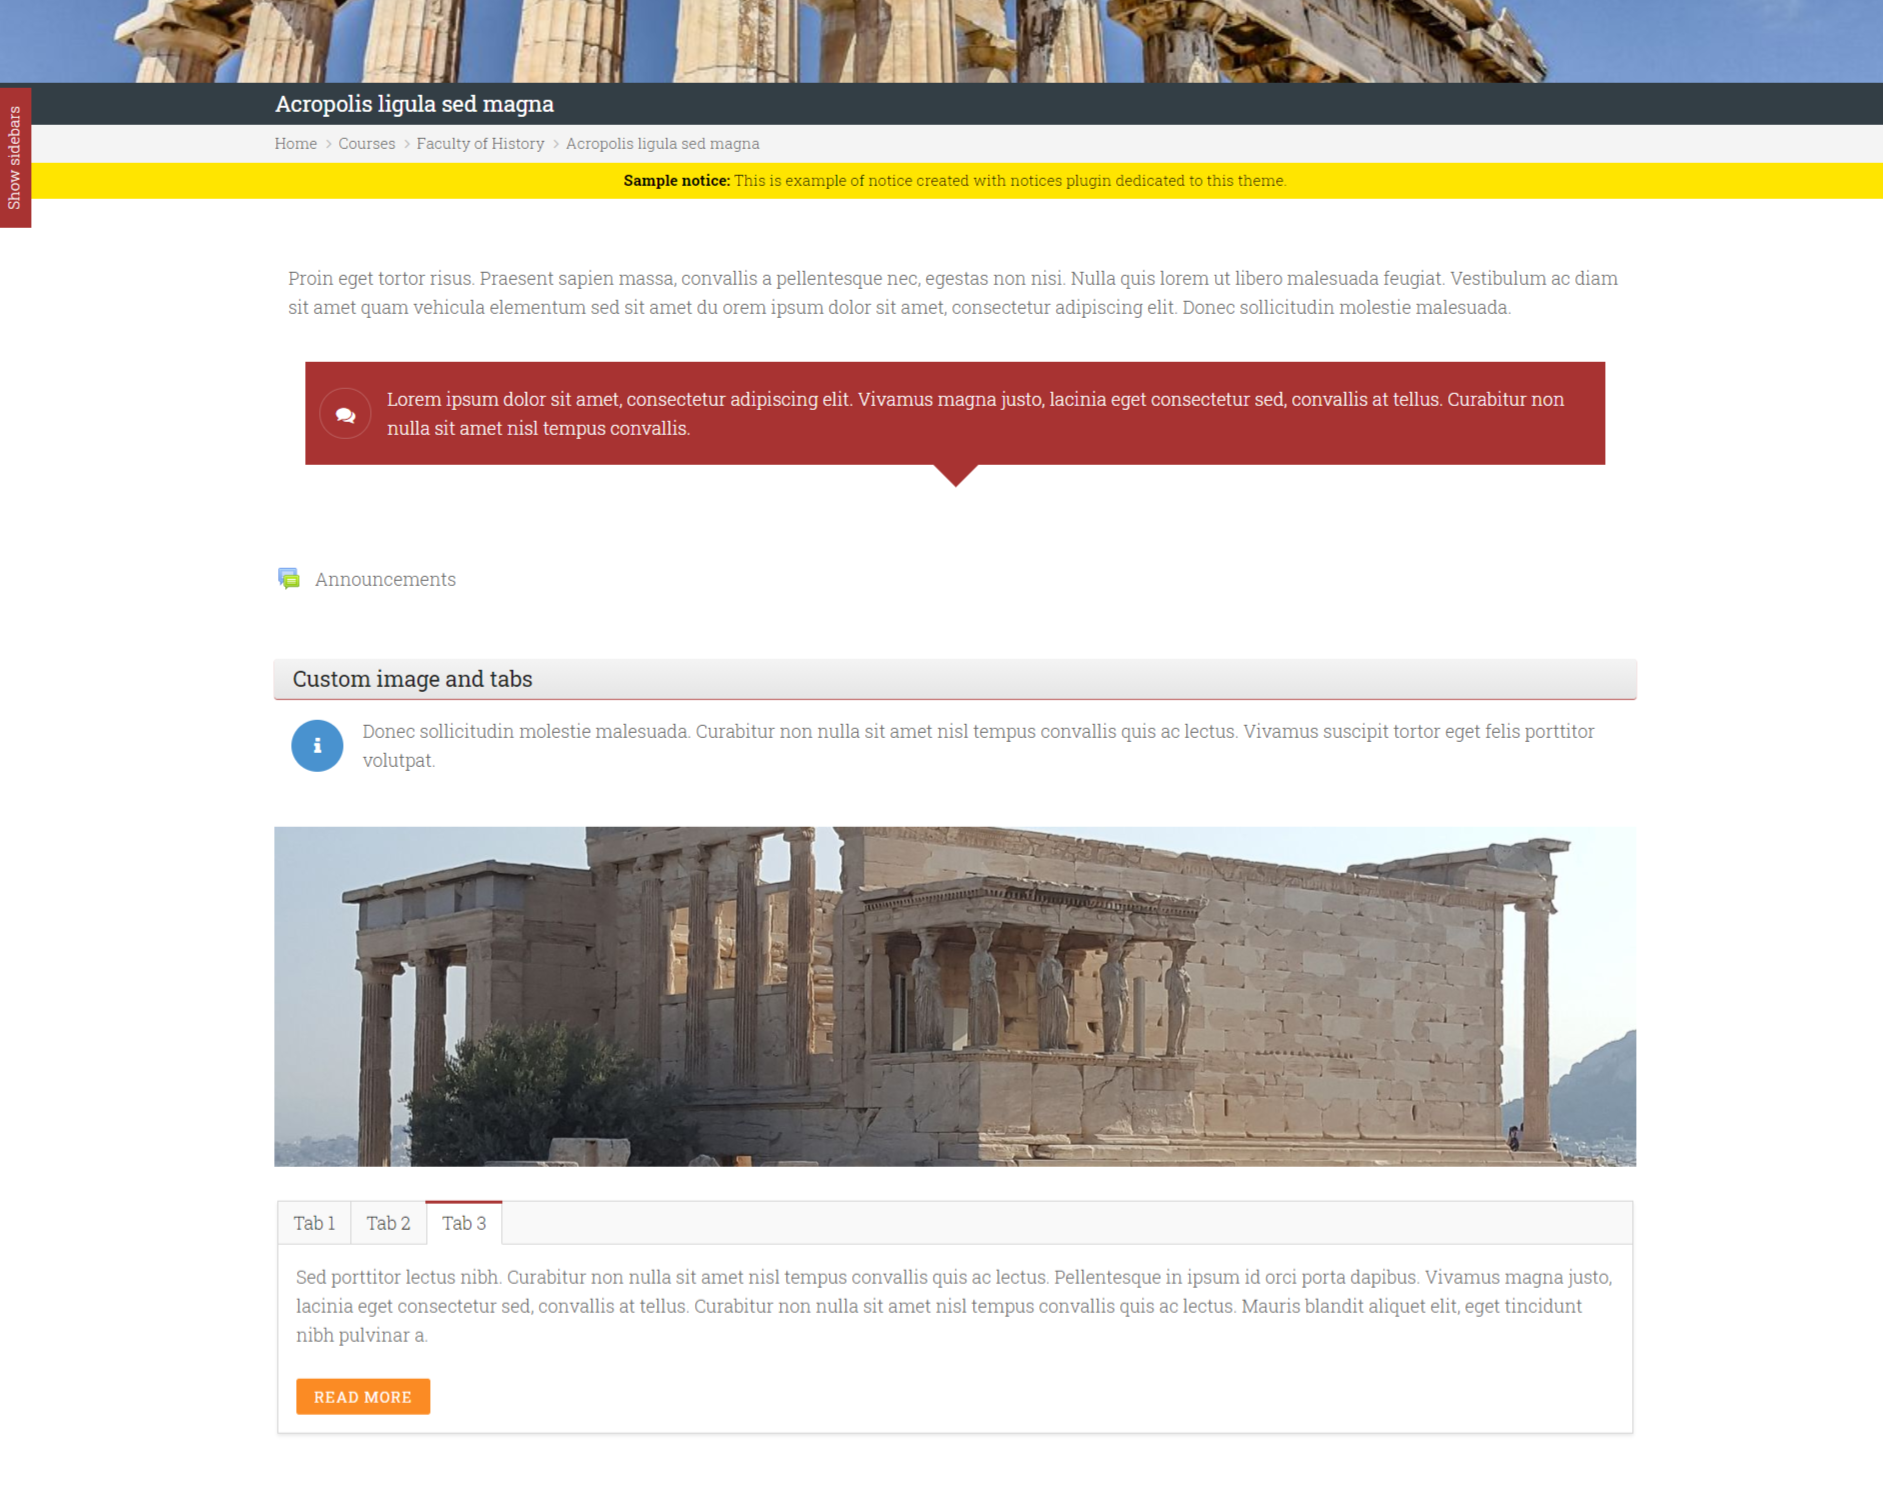 Acropolis ligula sed magna
Show sidebars
Home > Courses > Faculty of History > Acropolis ligula sed magna
Sample notice: This is example of notice created with notices plugin dedicated to this theme.
Proin eget tortor risus. Praesent sapien massa, convallis a pellentesque nec, egestas non nisi. Nulla quis lorem ut libero malesuada feugiat. Vestibulum ac diam
sit amet quam vehicula elementum sed sit amet du orem ipsum dolor sit amet, consectetur adipiscing elit. Donec sollicitudin molestie malesuada.
Lorem ipsum dolor sit amet, consectetur adipiscing elit. Vivamus magna justo, lacinia eget consectetur sed, convallis at tellus. Curabitur non
nulla sit amet nisl tempus convallis.
Announcements
Custom image and tabs
Donec sollicitudin molestie malesuada. Curabitur non nulla sit amet nisl tempus convallis quis ac lectus. Vivamus suscipit tortor eget felis porttitor
volutpat.
Tab 1 Tab 2 Tab 3
Sed porttitor lectus nibh. Curabitur non nulla sit amet nisl tempus convallis quis ac lectus. Pellentesque in ipsum id orci porta dapibus. Vivamus magna justo,
lacinia eget consectetur sed, convallis at tellus. Curabitur non nulla sit amet nisl tempus convallis quis ac lectus. Mauris blandit aliquet elit, eget tincidunt
nibh pulvinar a.
READ MORE